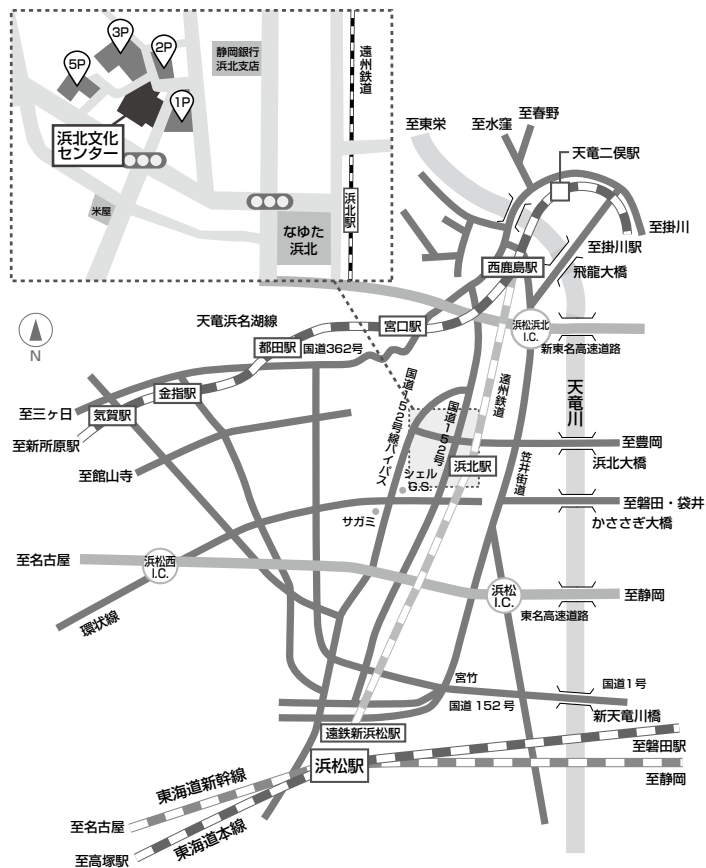 3P
2P
5P
1P
静岡銀行
浜北支店
遠州鉄道
浜北文化
センター
米屋
なゆた
浜北
浜北駅
至春野
至水窪
至東栄
天竜二俣駅
至掛川
至掛川駅
飛龍大橋
西鹿島駅
N
天竜浜名湖線
宮口駅
都田駅
国道362号
浜松浜北
I.C.
新東名高速道路
金指駅
気賀駅
至三ヶ日
至新所原駅
至館山寺
国道152号線バイパス
国道152号
遠州鉄道
天竜川
笠井街道
浜北駅
シェル
G.S.
サガミ
至豊岡
浜北大橋
至磐田・袋井
かささぎ大橋
至名古屋
浜松西
I.C.
浜松
I.C.
至静岡
東名高速道路
環状線
宮竹
国道1号
国道152号
新天竜川橋
遠鉄新浜松駅
至磐田駅
浜松駅
至静岡
東海道新幹線
東海道本線
至名古屋
至高塚駅